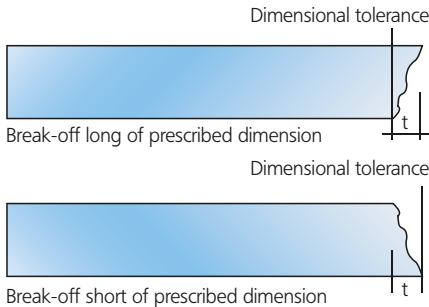 Dimensional tolerance
t
Break-off long of prescribed dimension
Dimensional tolerance
t
Break-off short of prescribed dimension